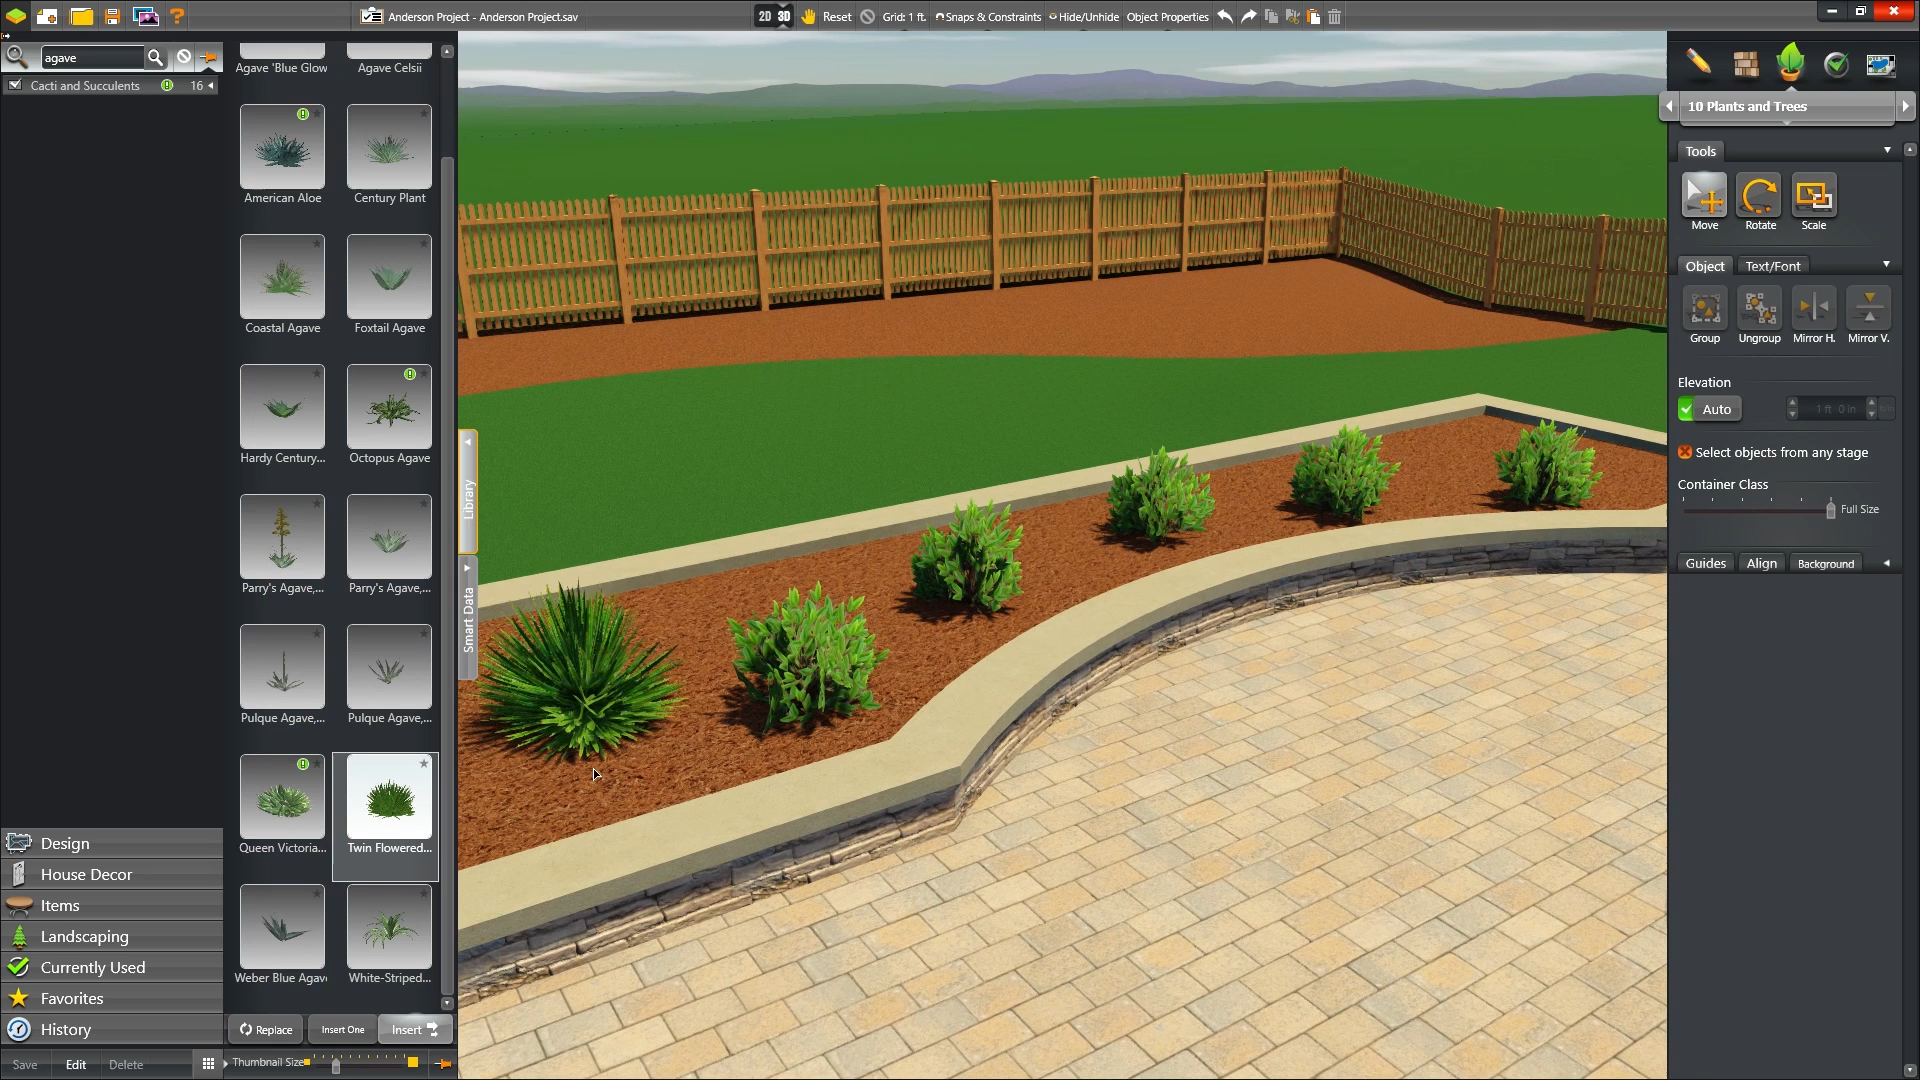 Anderson Project - Anderson Project.sav
2D 3D Reset Grid: 1 ft. Snaps & Constraints Hide/Unhide Object Properties
agave
Cacti and Succulents 16
Agave 'Blue Glow Agave Celsii
American Aloe Century Plant
Coastal Agave Foxtail Agave
Hardy Century... Octopus Agave
Parry's Agave,... Parry's Agave,...
Pulque Agave,... Pulque Agave,...
Queen Victoria... Twin Flowered...
Weber Blue Agav White-Striped...
Replace Insert One Insert
Thumbnail Size
Design
House Decor
Items
Landscaping
Currently Used
Favorites
History
Save Edit Delete
Library
Smart Data
10 Plants and Trees
Tools
Move Rotate Scale
Object Text/Font
Group Ungroup Mirror H. Mirror V.
Elevation
Auto 1 ft 0 in
Select objects from any stage
Container Class
Full Size
Guides Align Background